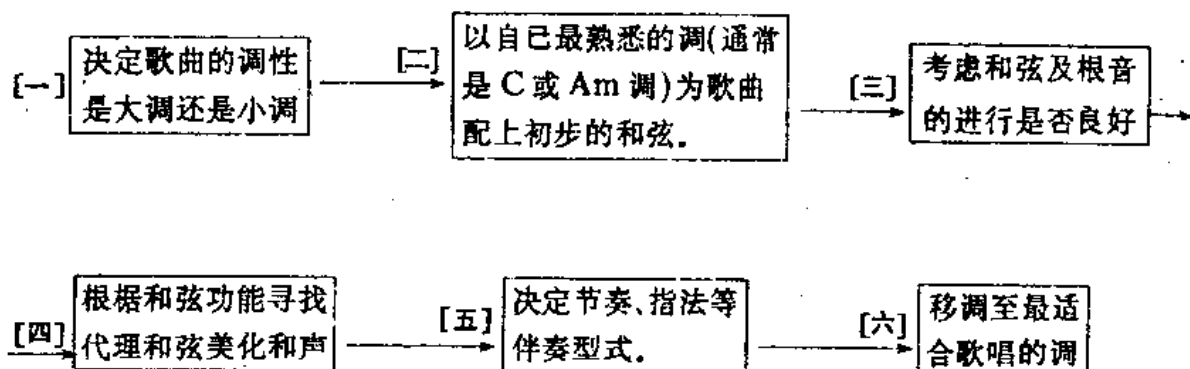 [一] 决定歌曲的调性
是大调还是小调
[二] 以自己最熟悉的调(通常
是 C 或 Am 调)为歌曲
配上初步的和弦.
[三] 考虑和弦及根音
的进行是否良好
[四] 根据和弦功能寻找
代理和弦美化和声
[五] 决定节奏、指法等
伴奏型式.
[六] 移调至最适
合歌唱的调